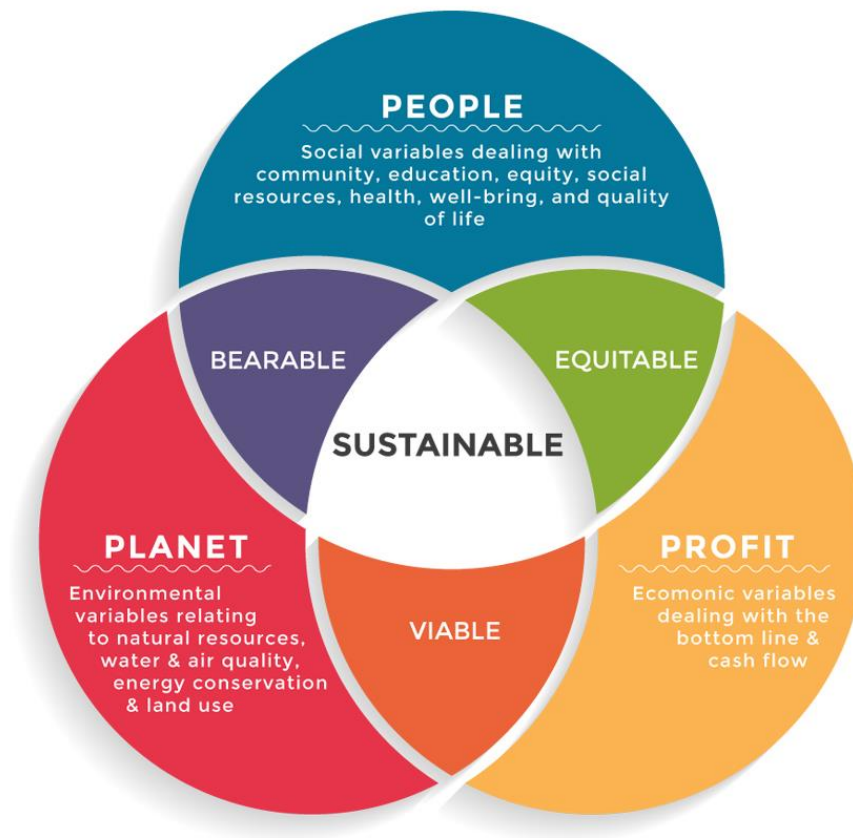 PEOPLE
Social variables dealing with
community, education, equity, social
resources, health, well-bring, and quality
of life
BEARABLE
EQUITABLE
SUSTAINABLE
PLANET
Environmental
variables relating
to natural resources,
water & air quality,
energy conservation
& land use
PROFIT
Ecomonic variables
dealing with the
bottom line &
cash flow
VIABLE